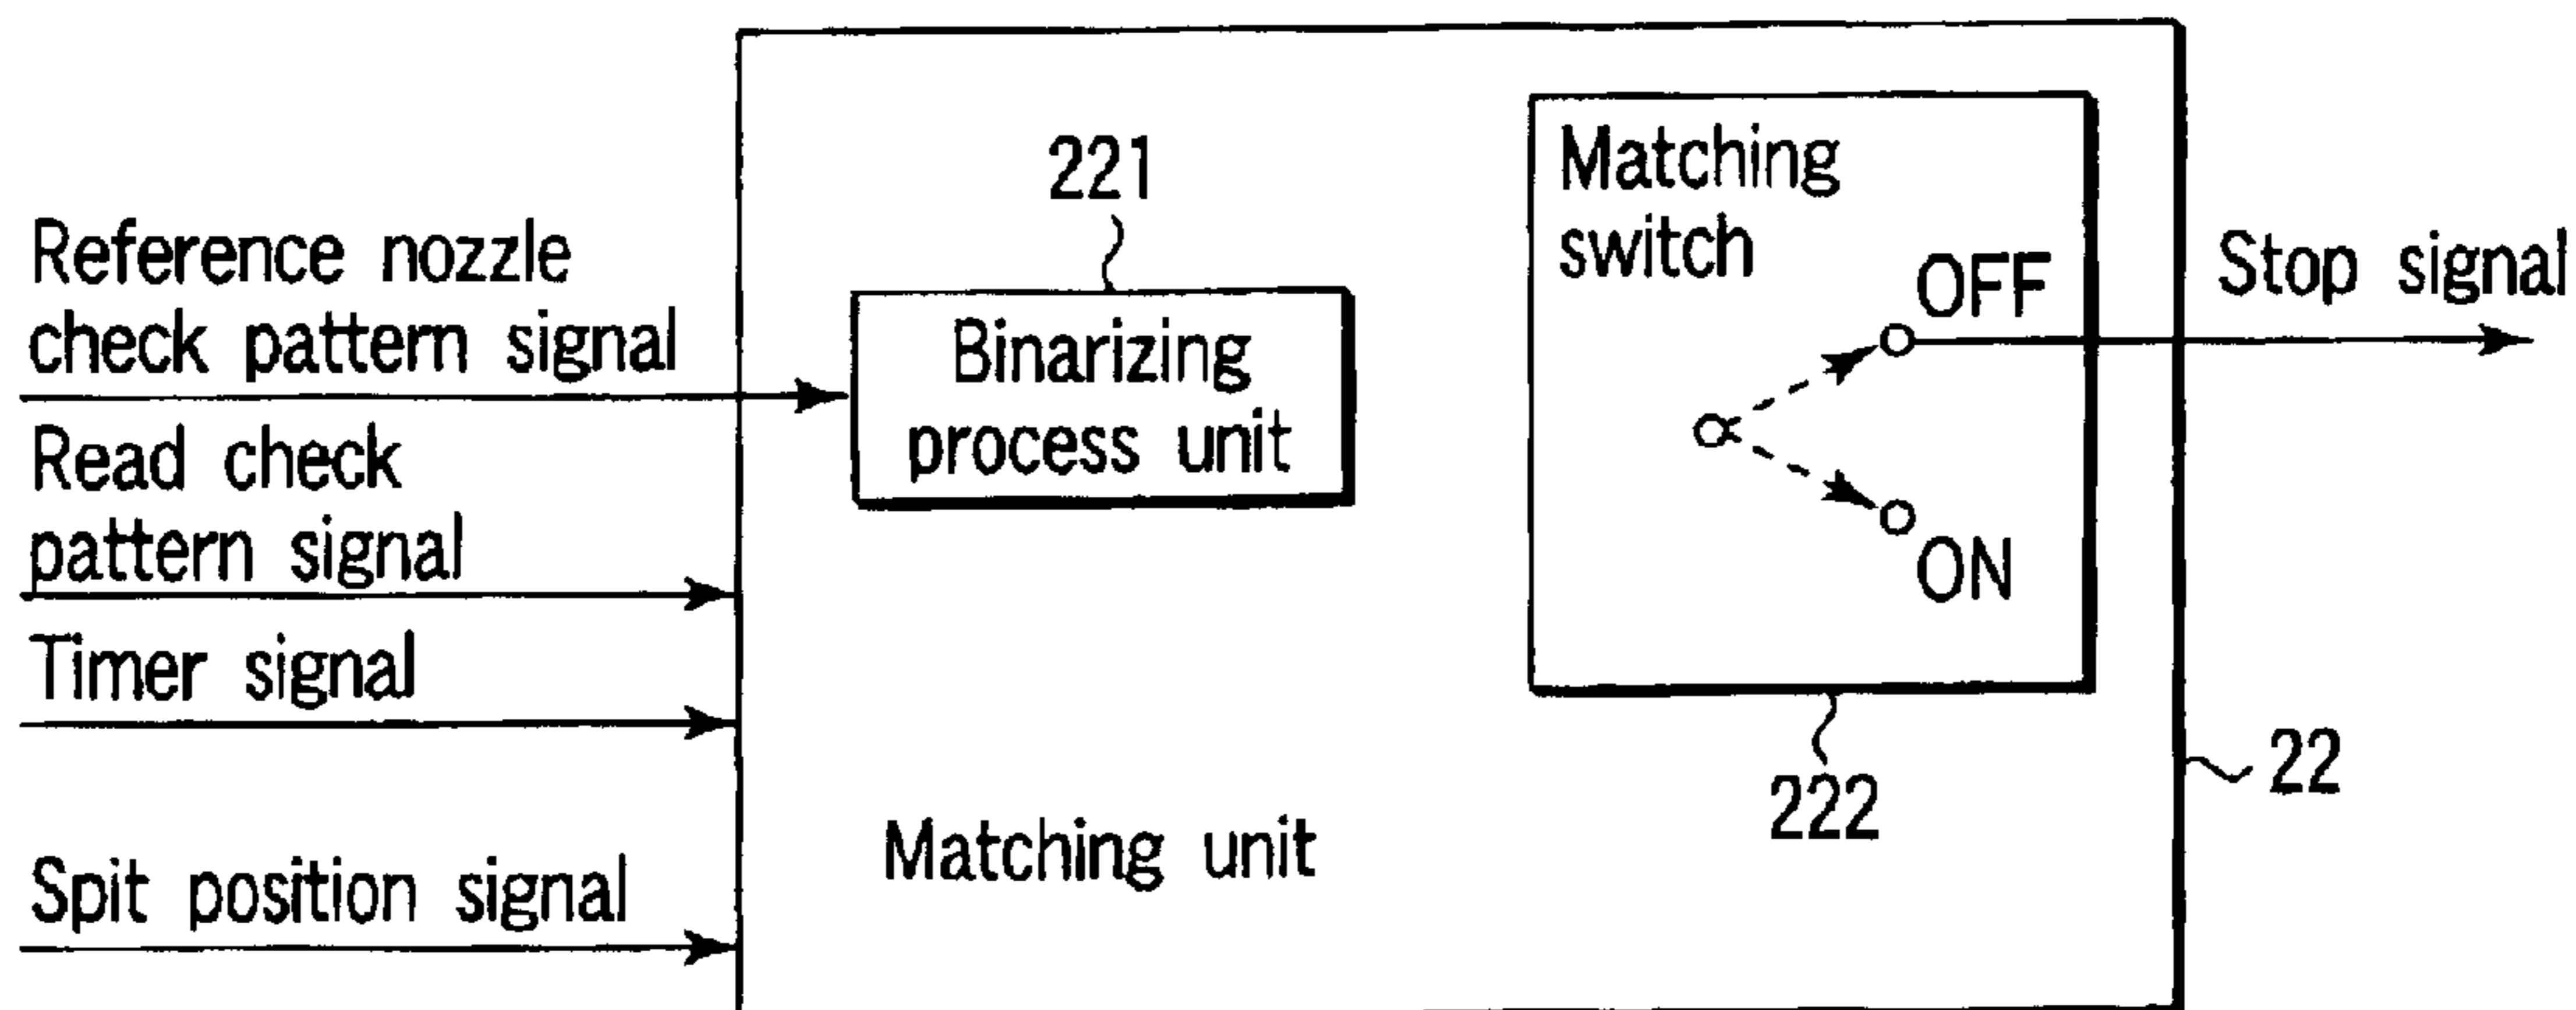 Reference nozzle
check pattern signal
Read check
pattern signal
Timer signal
Spit position signal
221
Binarizing
process unit
Matching unit
Matching
switch
OFF
ON
222
Stop signal
22